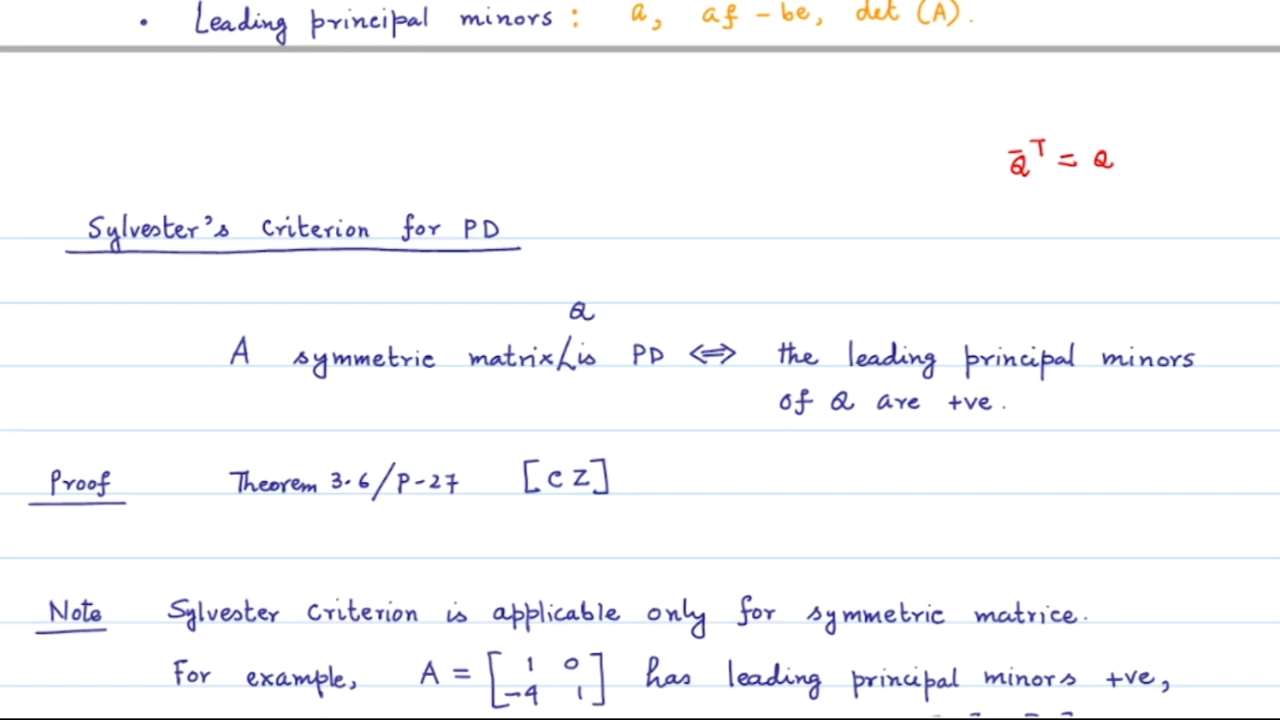 • Leading principal minors : a, af - be, det (A).
Q̄ᵀ = Q
Sylvester's Criterion for PD
Q
A symmetric matrix is PD ⟺ the leading principal minors
of Q are +ve.
Proof Theorem 3.6/P-27 [CZ]
Note Sylvester Criterion is applicable only for symmetric matrice.
For example, A = [1 0; -4 1] has leading principal minors +ve,